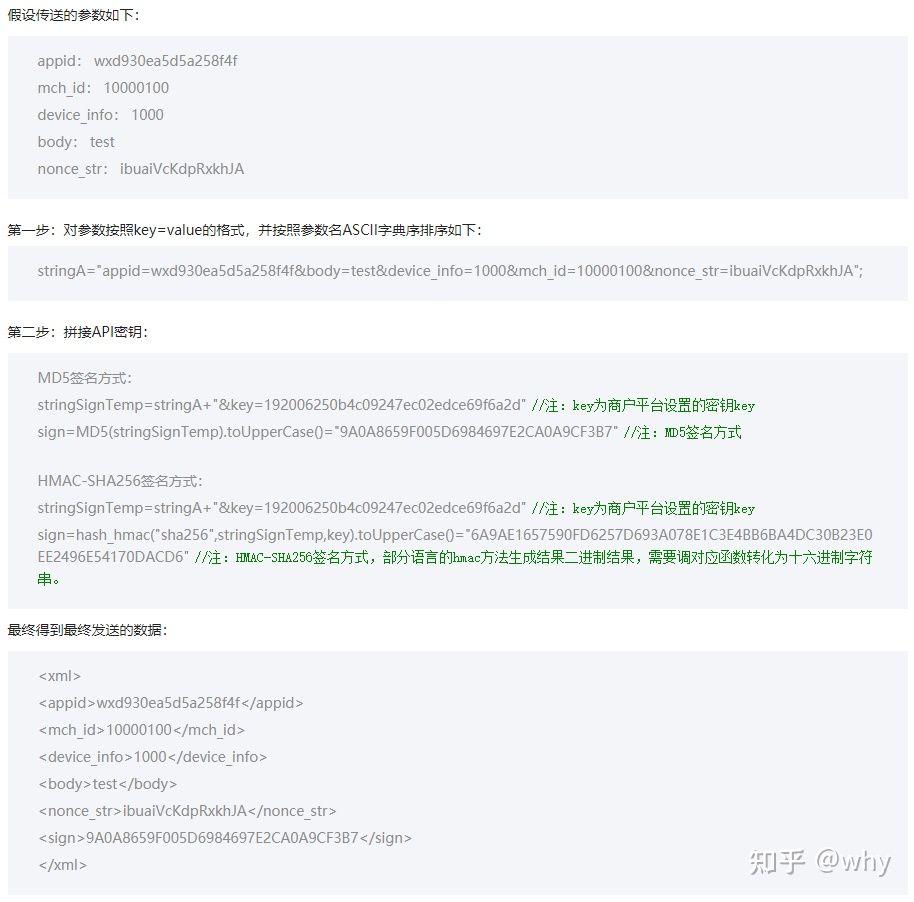 假设传送的参数如下：
appid： wxd930ea5d5a258f4f
mch_id： 10000100
device_info： 1000
body： test
nonce_str： ibuaiVcKdpRxkhJA
第一步：对参数按照key=value的格式，并按照参数名ASCII字典序排序如下：
stringA="appid=wxd930ea5d5a258f4f&body=test&device_info=1000&mch_id=10000100&nonce_str=ibuaiVcKdpRxkhJA";
第二步：拼接API密钥：
MD5签名方式：
stringSignTemp=stringA+"&key=192006250b4c09247ec02edce69f6a2d" //注：key为商户平台设置的密钥key
sign=MD5(stringSignTemp).toUpperCase()="9A0A8659F005D6984697E2CA0A9CF3B7" //注：MD5签名方式
HMAC-SHA256签名方式：
stringSignTemp=stringA+"&key=192006250b4c09247ec02edce69f6a2d" //注：key为商户平台设置的密钥key
sign=hash_hmac("sha256",stringSignTemp,key).toUpperCase()="6A9AE1657590FD6257D693A078E1C3E4BB6BA4DC30B23E0
EE2496E54170DACD6" //注：HMAC-SHA256签名方式，部分语言的hmac方法生成结果二进制结果，需要调对应函数转化为十六进制字符
串。
最终得到最终发送的数据：
<xml>
<appid>wxd930ea5d5a258f4f</appid>
<mch_id>10000100</mch_id>
<device_info>1000</device_info>
<body>test</body>
<nonce_str>ibuaiVcKdpRxkhJA</nonce_str>
<sign>9A0A8659F005D6984697E2CA0A9CF3B7</sign>
</xml>
知乎 @why